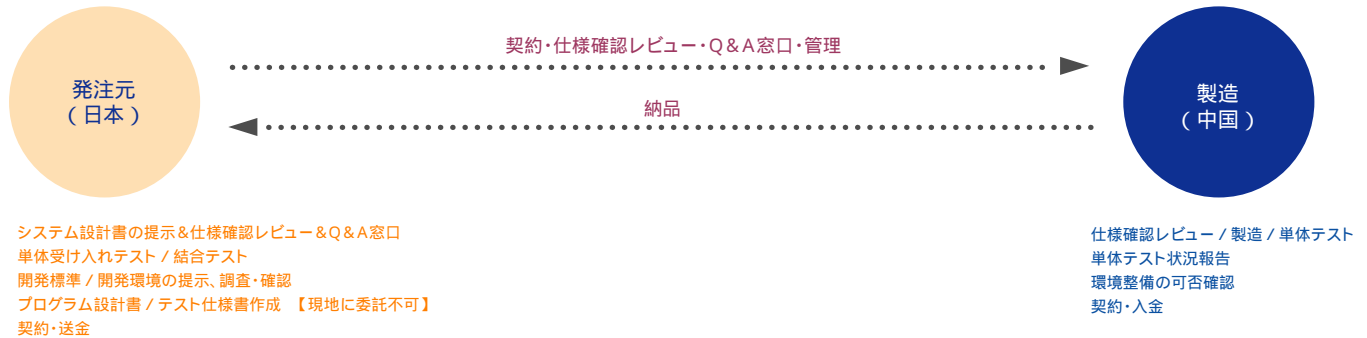 契約・仕様確認レビュー・Q&A窓口・管理
発注元
(日本)
納品
製造
(中国)
システム設計書の提示&仕様確認レビュー&Q&A窓口
単体受け入れテスト / 結合テスト
開発標準 / 開発環境の提示、調査・確認
プログラム設計書 / テスト仕様書作成 【現地に委託不可】
契約・送金
仕様確認レビュー / 製造 / 単体テスト
単体テスト状況報告
環境整備の可否確認
契約・入金